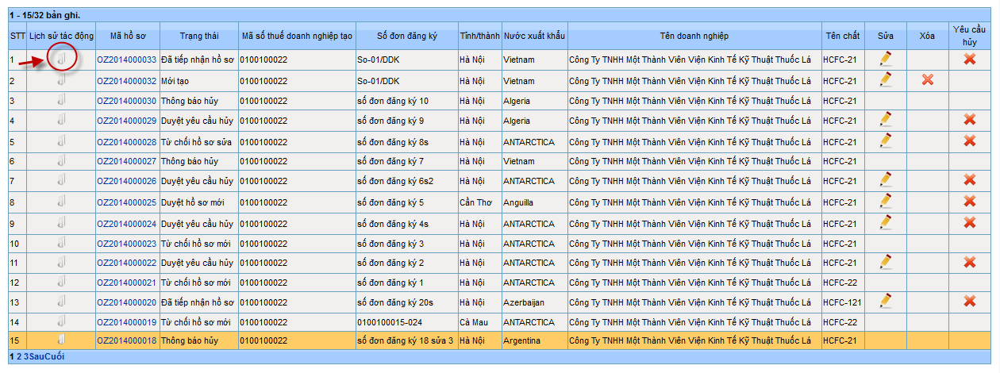 1 - 15/32 bản ghi.
STT Lịch sử tác động Mã hồ sơ Trạng thái Mã số thuế doanh nghiệp tạo Số đơn đăng ký Tỉnh/thành Nước xuất khẩu Tên doanh nghiệp Tên chất Sửa Xóa Yêu cầu hủy
1 OZ2014000033 Đã tiếp nhận hồ sơ 0100100022 So-01/DDK Hà Nội Vietnam Công Ty TNHH Một Thành Viên Viện Kinh Tế Kỹ Thuật Thuốc Lá HCFC-21
2 OZ2014000032 Mới tạo 0100100022 So-01/DDK Hà Nội Vietnam Công Ty TNHH Một Thành Viên Viện Kinh Tế Kỹ Thuật Thuốc Lá HCFC-21
3 OZ2014000030 Thông báo hủy 0100100022 số đơn đăng ký 10 Hà Nội Algeria Công Ty TNHH Một Thành Viên Viện Kinh Tế Kỹ Thuật Thuốc Lá HCFC-21
4 OZ2014000029 Duyệt yêu cầu hủy 0100100022 số đơn đăng ký 9 Hà Nội Algeria Công Ty TNHH Một Thành Viên Viện Kinh Tế Kỹ Thuật Thuốc Lá HCFC-21
5 OZ2014000028 Từ chối hồ sơ sửa 0100100022 số đơn đăng ký 8s Hà Nội ANTARCTICA Công Ty TNHH Một Thành Viên Viện Kinh Tế Kỹ Thuật Thuốc Lá HCFC-21
6 OZ2014000027 Thông báo hủy 0100100022 số đơn đăng ký 7 Hà Nội Vietnam Công Ty TNHH Một Thành Viên Viện Kinh Tế Kỹ Thuật Thuốc Lá HCFC-21
7 OZ2014000026 Duyệt yêu cầu hủy 0100100022 số đơn đăng ký 6s2 Hà Nội ANTARCTICA Công Ty TNHH Một Thành Viên Viện Kinh Tế Kỹ Thuật Thuốc Lá HCFC-21
8 OZ2014000025 Duyệt hồ sơ mới 0100100022 số đơn đăng ký 5 Cần Thơ Anguilla Công Ty TNHH Một Thành Viên Viện Kinh Tế Kỹ Thuật Thuốc Lá HCFC-21
9 OZ2014000024 Duyệt yêu cầu hủy 0100100022 số đơn đăng ký 4s Hà Nội ANTARCTICA Công Ty TNHH Một Thành Viên Viện Kinh Tế Kỹ Thuật Thuốc Lá HCFC-21
10 OZ2014000023 Từ chối hồ sơ mới 0100100022 số đơn đăng ký 3 Hà Nội ANTARCTICA Công Ty TNHH Một Thành Viên Viện Kinh Tế Kỹ Thuật Thuốc Lá HCFC-21
11 OZ2014000022 Duyệt yêu cầu hủy 0100100022 số đơn đăng ký 2 Hà Nội ANTARCTICA Công Ty TNHH Một Thành Viên Viện Kinh Tế Kỹ Thuật Thuốc Lá HCFC-21
12 OZ2014000021 Từ chối hồ sơ mới 0100100022 số đơn đăng ký 1 Hà Nội ANTARCTICA Công Ty TNHH Một Thành Viên Viện Kinh Tế Kỹ Thuật Thuốc Lá HCFC-22
13 OZ2014000020 Đã tiếp nhận hồ sơ 0100100022 số đơn đăng ký 20s Hà Nội Azerbaijan Công Ty TNHH Một Thành Viên Viện Kinh Tế Kỹ Thuật Thuốc Lá HCFC-121
14 OZ2014000019 Từ chối hồ sơ mới 0100100022 0100100015-024 Cà Mau ANTARCTICA Công Ty TNHH Một Thành Viên Viện Kinh Tế Kỹ Thuật Thuốc Lá HCFC-22
15 OZ2014000018 Thông báo hủy 0100100022 số đơn đăng ký 18 sửa 3 Hà Nội Argentina Công Ty TNHH Một Thành Viên Viện Kinh Tế Kỹ Thuật Thuốc Lá HCFC-21
1 2 3SauCuối